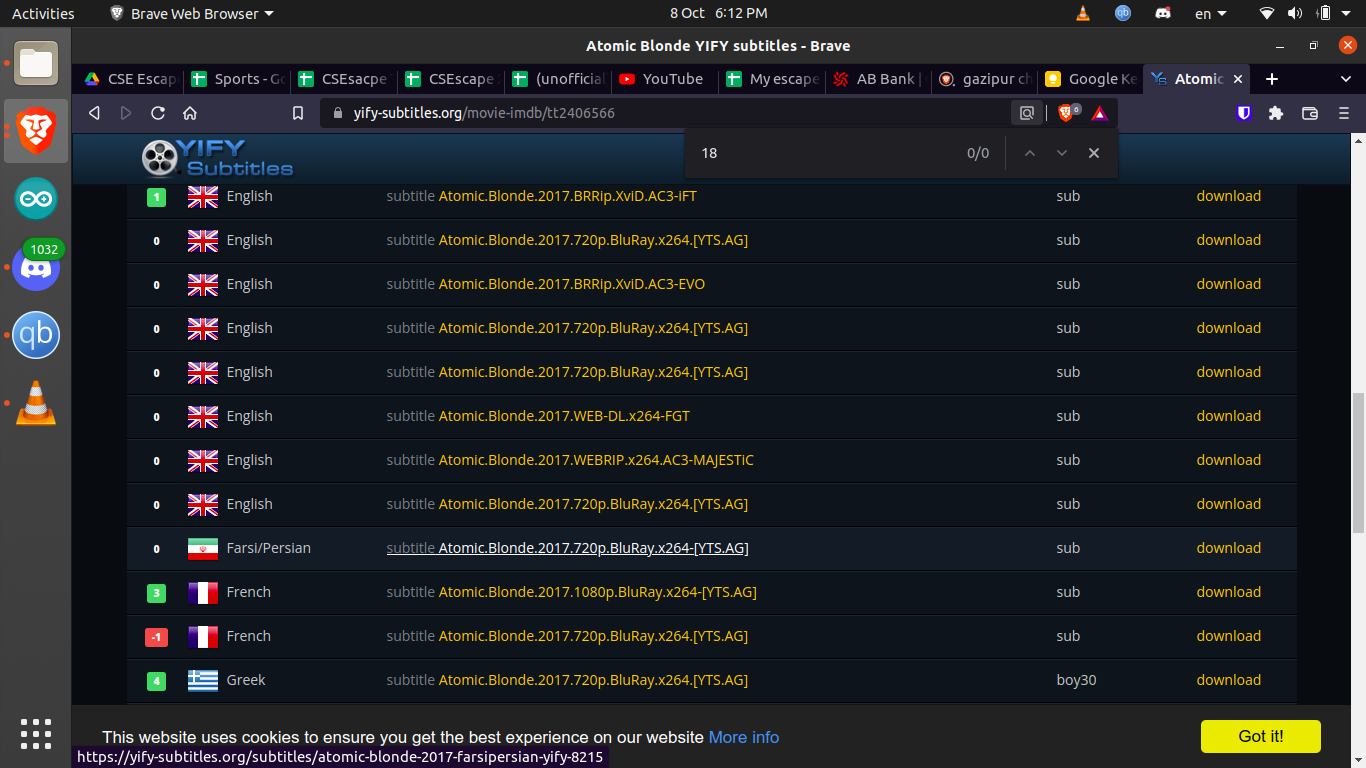 Activities Brave Web Browser 8 Oct 6:12 PM en
Atomic Blonde YIFY subtitles - Brave
CSE Escap Sports - Go CSEsacpe CSEscape (unofficial YouTube My escape AB Bank | gazipur ch Google Ke Atomic
yify-subtitles.org/movie-imdb/tt2406566 6
18 0/0
YIFY
Subtitles
1 English subtitle Atomic.Blonde.2017.BRRip.XviD.AC3-iFT sub download
0 English subtitle Atomic.Blonde.2017.720p.BluRay.x264.[YTS.AG] sub download
0 English subtitle Atomic.Blonde.2017.BRRip.XviD.AC3-EVO sub download
0 English subtitle Atomic.Blonde.2017.720p.BluRay.x264.[YTS.AG] sub download
0 English subtitle Atomic.Blonde.2017.720p.BluRay.x264.[YTS.AG] sub download
0 English subtitle Atomic.Blonde.2017.WEB-DL.x264-FGT sub download
0 English subtitle Atomic.Blonde.2017.WEBRIP.x264.AC3-MAJESTiC sub download
0 English subtitle Atomic.Blonde.2017.720p.BluRay.x264.[YTS.AG] sub download
0 Farsi/Persian subtitle Atomic.Blonde.2017.720p.BluRay.x264-[YTS.AG] sub download
3 French subtitle Atomic.Blonde.2017.1080p.BluRay.x264-[YTS.AG] sub download
-1 French subtitle Atomic.Blonde.2017.720p.BluRay.x264.[YTS.AG] sub download
4 Greek subtitle Atomic.Blonde.2017.720p.BluRay.x264.[YTS.AG] boy30 download
1032
qb
This website uses cookies to ensure you get the best experience on our website More info Got it!
https://yify-subtitles.org/subtitles/atomic-blonde-2017-farsipersian-yify-8215